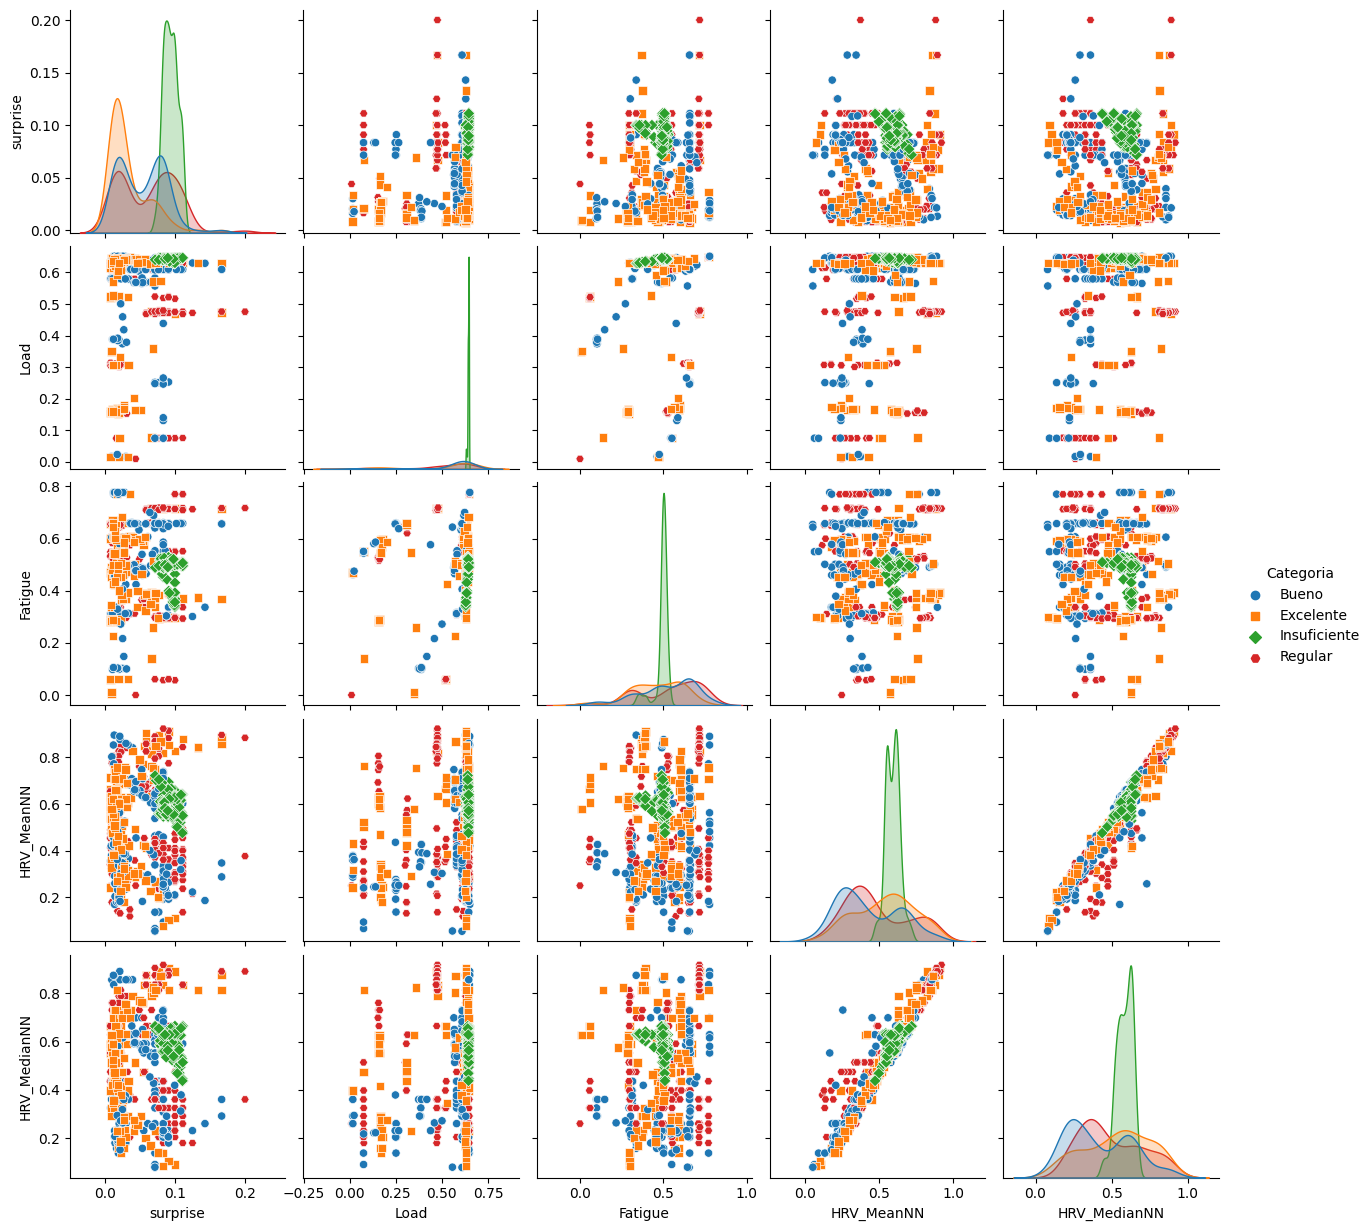 0.20
0.15
0.10
0.05
0.00
surprise
0.6
0.5
0.4
0.3
0.2
0.1
0.0
Load
0.8
0.6
0.4
0.2
0.0
Fatigue
Categoria
Bueno
Excelente
Insuficiente
Regular
0.8
0.6
0.4
0.2
HRV_MeanNN
0.8
0.6
0.4
0.2
HRV_MedianNN
0.0 0.1 0.2
−0.25 0.00 0.25 0.50 0.75
0.0 0.5 1.0
0.0 0.5 1.0
0.0 0.5 1.0
surprise Load Fatigue HRV_MeanNN HRV_MedianNN